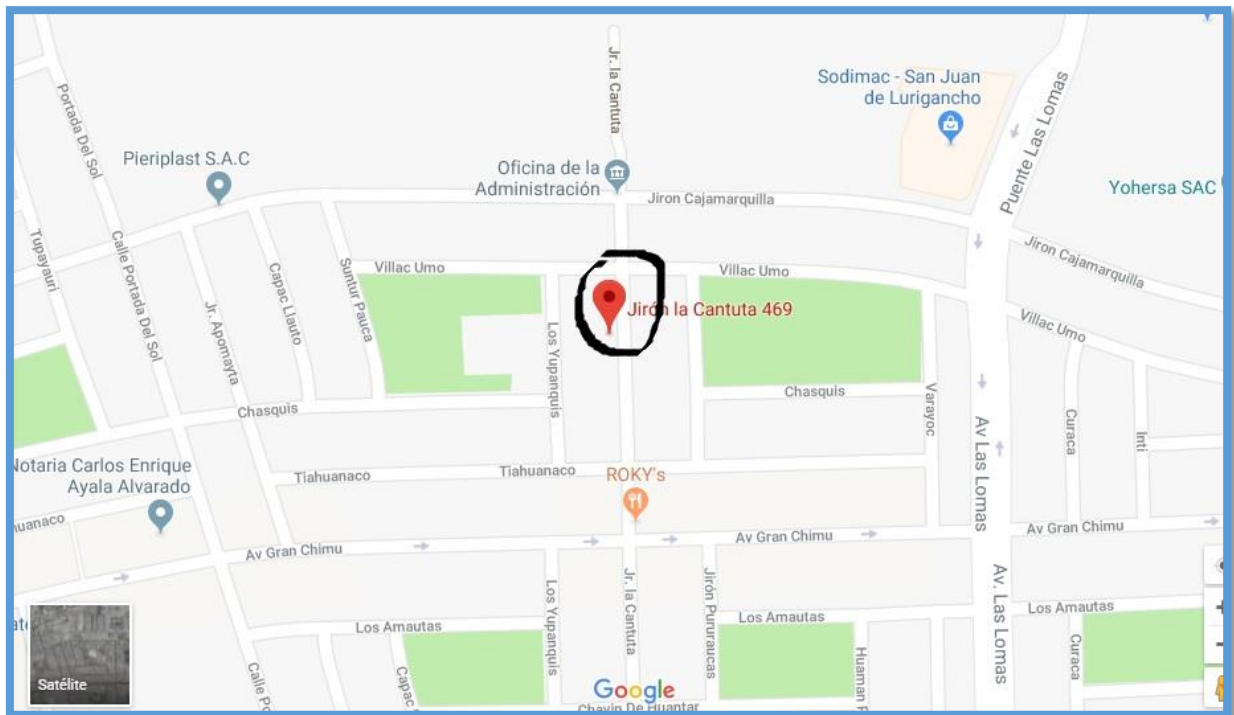 Jr. la Cantuta
Sodimac - San Juan
de Lurigancho
Puente Las Lomas
Portada Del Sol
Pieriplast S.A.C
Oficina de la
Administración
Jiron Cajamarquilla
Yohersa SAC
Tupayauri
Calle Portada Del Sol
Jr. Apomayta
Capac Llauto
Suntur Pauca
Villac Umo
Villac Umo
Jiron Cajamarquilla
Jirón la Cantuta 469
Villac Umo
Los Yupanquis
Chasquis
Chasquis
Varayoc
Av Las Lomas
Curaca
Inti
Notaria Carlos Enrique
Ayala Alvarado
Tiahuanaco
Tiahuanaco
ROKY's
Av Gran Chimu
Av Gran Chimu
Av Gran Chimu
Los Yupanquis
Jr. la Cantuta
Jirón Pururaucas
Av. Las Lomas
Los Amautas
Los Amautas
Los Amautas
Curaca
Satélite
Capac
Google
Chavin De Huantar